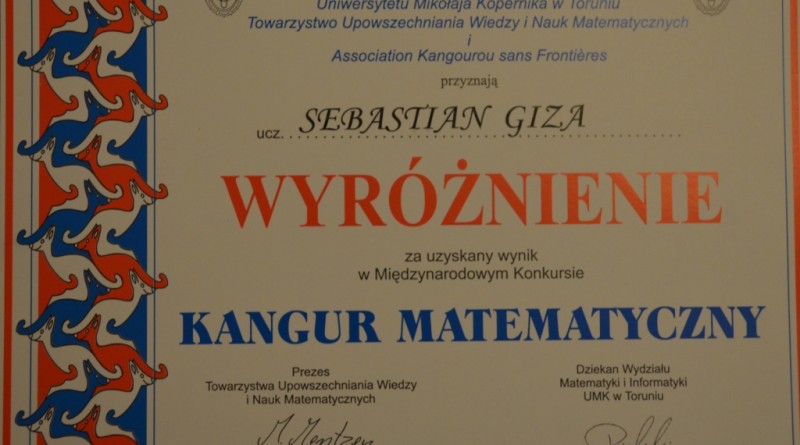 Uniwersytetu Mikołaja Kopernika w Toruniu
Towarzystwo Upowszechniania Wiedzy i Nauk Matematycznych
i
Association Kangourou sans Frontières
przyznają
ucz. SEBASTIAN GIZA
WYRÓŻNIENIE
za uzyskany wynik
w Międzynarodowym Konkursie
KANGUR MATEMATYCZNY
Prezes
Towarzystwa Upowszechniania Wiedzy
i Nauk Matematycznych
M. Mentzen
Dziekan Wydziału
Matematyki i Informatyki
UMK w Toruniu